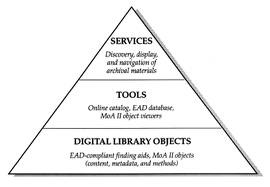 SERVICES
Discovery, display,
and navigation of
archival materials
TOOLS
Online catalog, EAD database,
MoA II object viewers
DIGITAL LIBRARY OBJECTS
EAD-compliant finding aids, MoA II objects
(content, metadata, and methods)